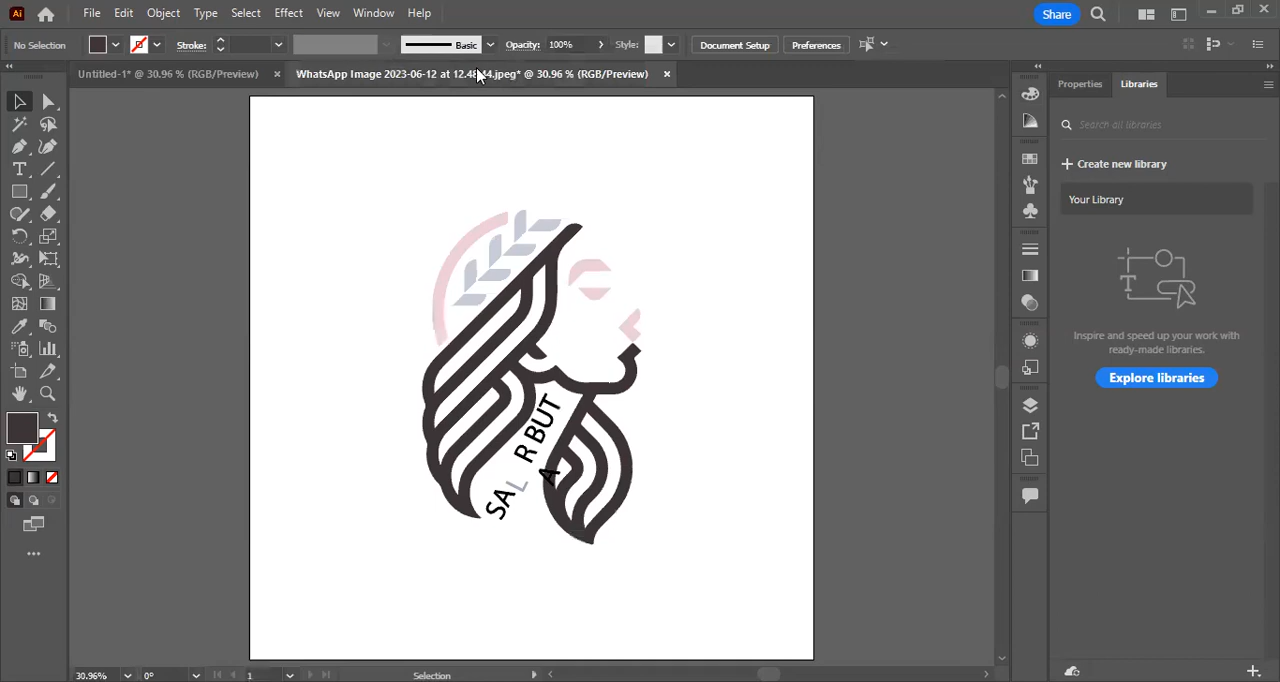 Ai File Edit Object Type Select Effect View Window Help Share
No Selection Stroke: Basic Opacity: 100% Style: Document Setup Preferences
Untitled-1* @ 30.96 % (RGB/Preview) × WhatsApp Image 2023-06-12 at 12.48 4.jpeg* @ 30.96 % (RGB/Preview) ×
Properties Libraries
Search all libraries
Create new library
Your Library
Inspire and speed up your work with
ready-made libraries.
Explore libraries
SAL A R BUT
30.96% 0° 1 Selection